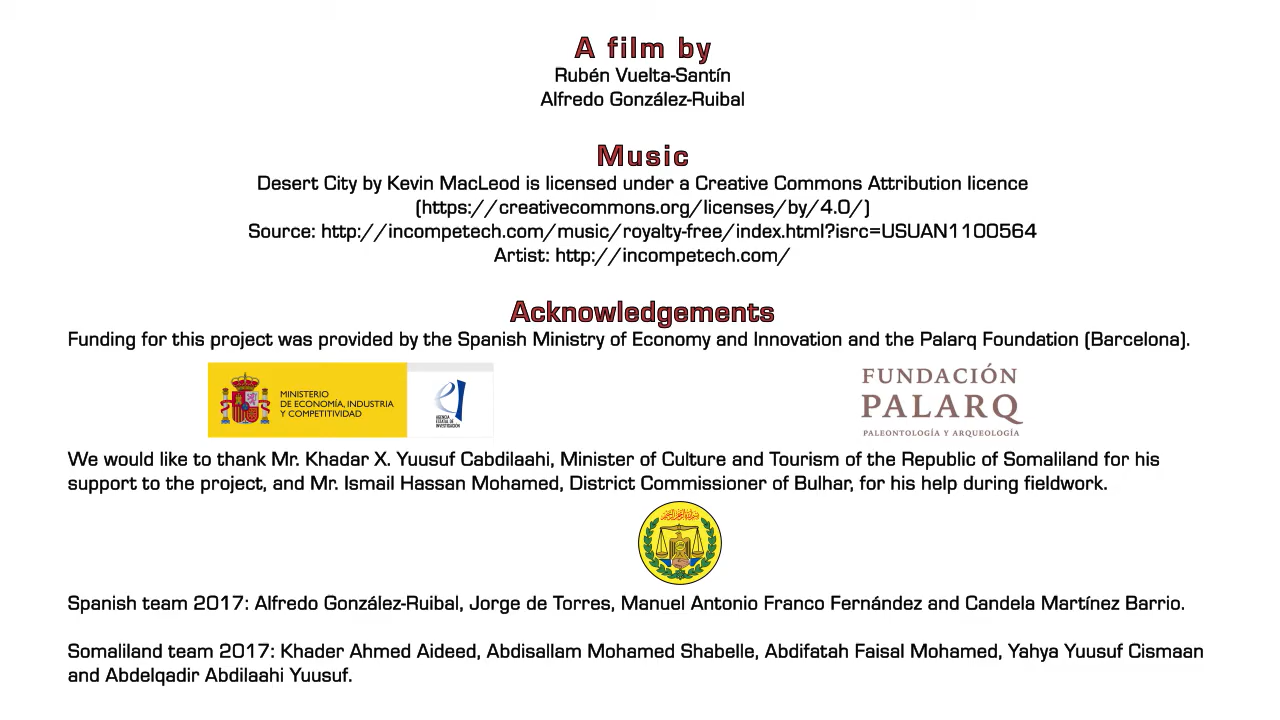 A film by
Rubén Vuelta-Santín
Alfredo González-Ruibal
Music
Desert City by Kevin MacLeod is licensed under a Creative Commons Attribution licence
(https://creativecommons.org/licenses/by/4.0/)
Source: http://incompetech.com/music/royalty-free/index.html?isrc=USUAN1100564
Artist: http://incompetech.com/
Acknowledgements
Funding for this project was provided by the Spanish Ministry of Economy and Innovation and the Palarq Foundation (Barcelona).
MINISTERIO
DE ECONOMÍA, INDUSTRIA
Y COMPETITIVIDAD
AGENCIA
ESTATAL DE
INVESTIGACIÓN
FUNDACIÓN
PALARQ
PALEONTOLOGÍA Y ARQUEOLOGÍA
We would like to thank Mr. Khadar X. Yuusuf Cabdilaahi, Minister of Culture and Tourism of the Republic of Somaliland for his
support to the project, and Mr. Ismail Hassan Mohamed, District Commissioner of Bulhar, for his help during fieldwork.
Spanish team 2017: Alfredo González-Ruibal, Jorge de Torres, Manuel Antonio Franco Fernández and Candela Martínez Barrio.
Somaliland team 2017: Khader Ahmed Aideed, Abdisallam Mohamed Shabelle, Abdifatah Faisal Mohamed, Yahya Yuusuf Cismaan
and Abdelqadir Abdilaahi Yuusuf.